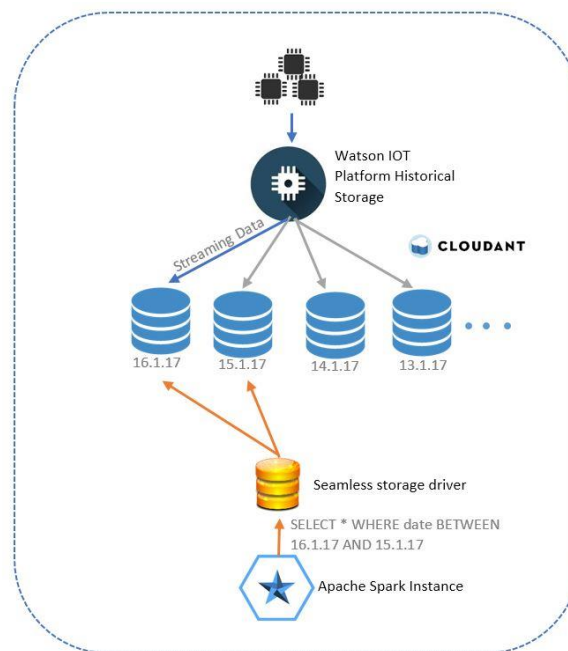 Watson IOT
Platform Historical
Storage
Streaming Data
CLOUDANT
16.1.17
15.1.17
14.1.17
13.1.17
Seamless storage driver
SELECT * WHERE date BETWEEN
16.1.17 AND 15.1.17
Apache Spark Instance